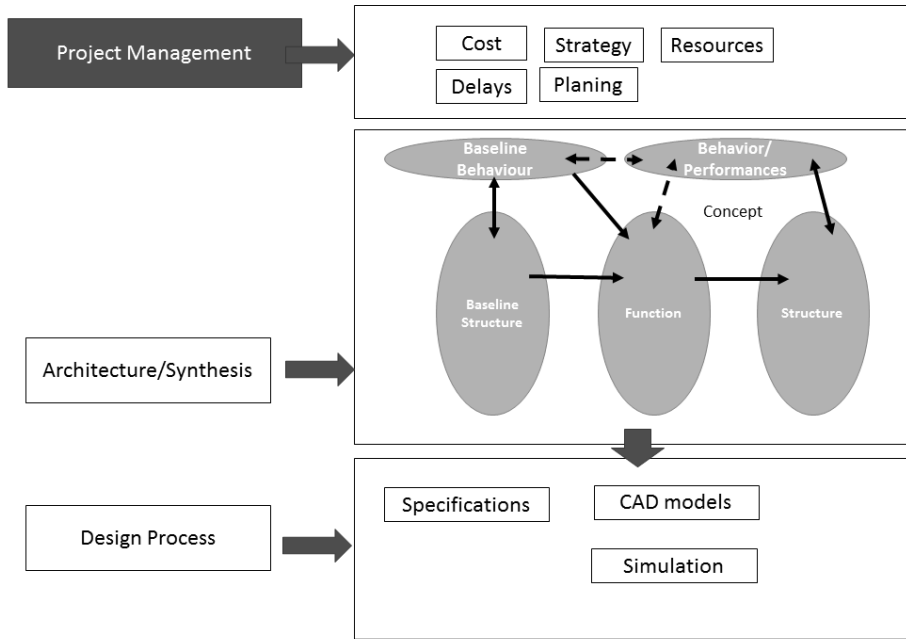 Project Management
Cost
Strategy
Resources
Delays
Planing
Baseline
Behaviour
Behavior/
Performances
Concept
Baseline
Structure
Function
Structure
Architecture/Synthesis
Specifications
CAD models
Design Process
Simulation